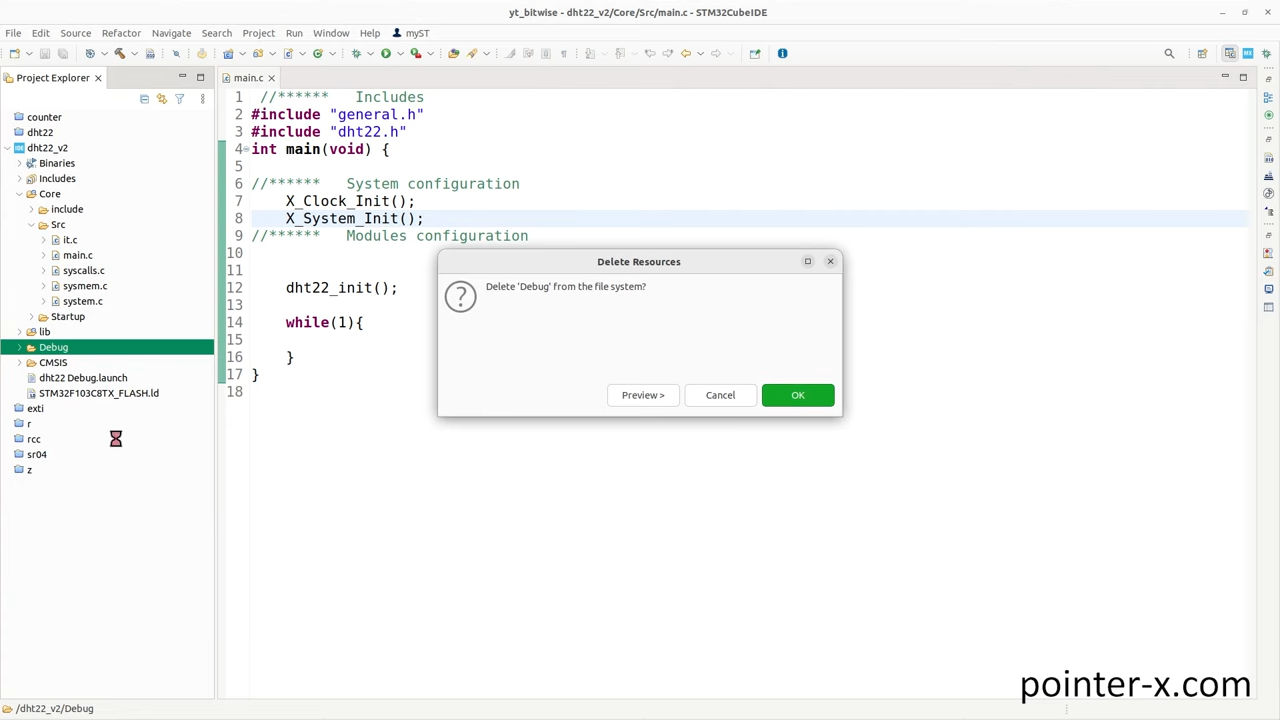 yt_bitwise - dht22_v2/Core/Src/main.c - STM32CubeIDE
File Edit Source Refactor Navigate Search Project Run Window Help myST
Project Explorer
main.c
counter
dht22
dht22_v2
Binaries
Includes
Core
include
Src
it.c
main.c
syscalls.c
sysmem.c
system.c
Startup
lib
Debug
CMSIS
dht22 Debug.launch
STM32F103C8TX_FLASH.ld
exti
r
rcc
sr04
z
1 //****** Includes
2 #include "general.h"
3 #include "dht22.h"
4 int main(void) {
5
6 //****** System configuration
7 X_Clock_Init();
8 X_System_Init();
9 //****** Modules configuration
10
11
12 dht22_init();
13
14 while(1){
15
16 }
17 }
18
Delete Resources
Delete 'Debug' from the file system?
Preview > Cancel OK
pointer-x.com
/dht22_v2/Debug